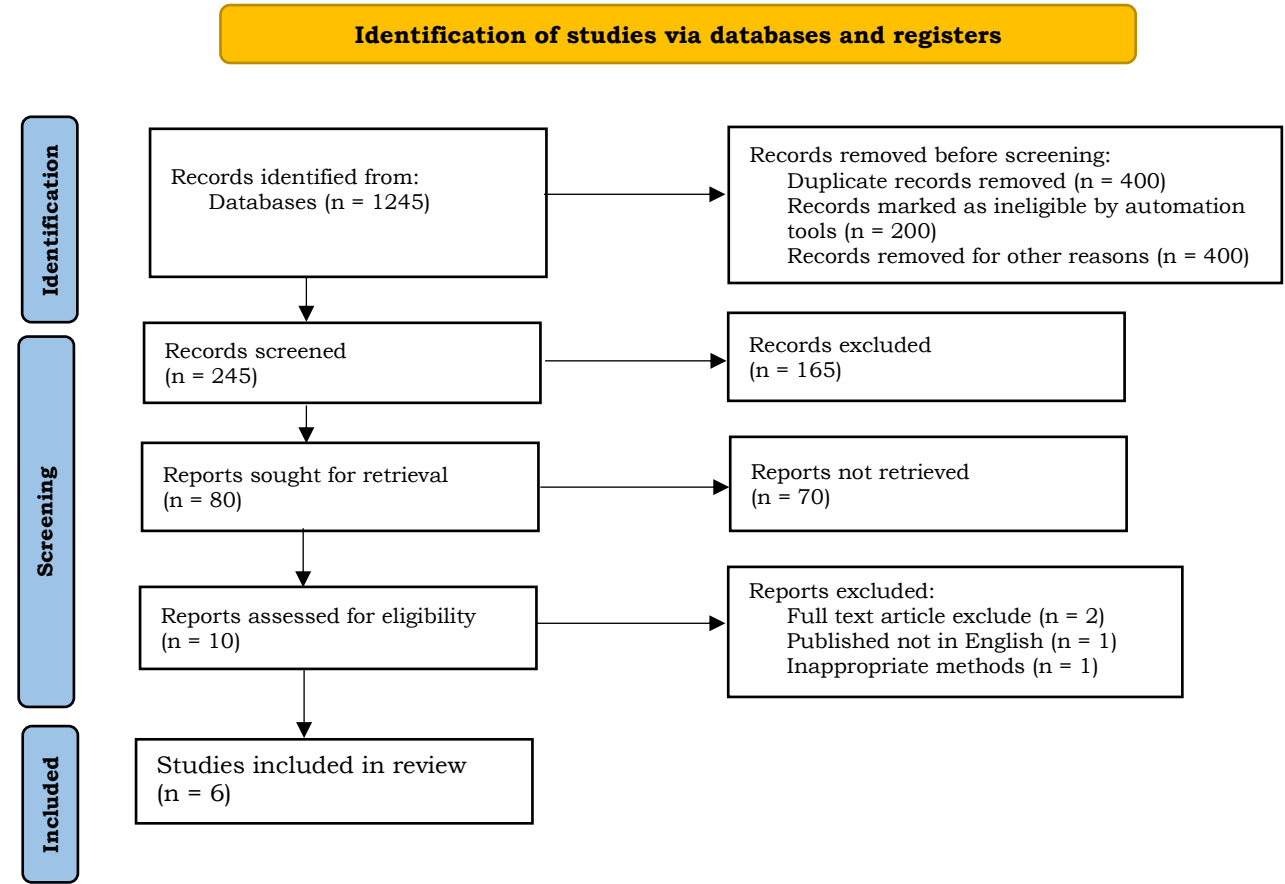 Identification of studies via databases and registers
Identification
Records identified from:
Databases (n = 1245)
Records removed before screening:
Duplicate records removed (n = 400)
Records marked as ineligible by automation
tools (n = 200)
Records removed for other reasons (n = 400)
Screening
Records screened
(n = 245)
Records excluded
(n = 165)
Reports sought for retrieval
(n = 80)
Reports not retrieved
(n = 70)
Reports assessed for eligibility
(n = 10)
Reports excluded:
Full text article exclude (n = 2)
Published not in English (n = 1)
Inappropriate methods (n = 1)
Included
Studies included in review
(n = 6)